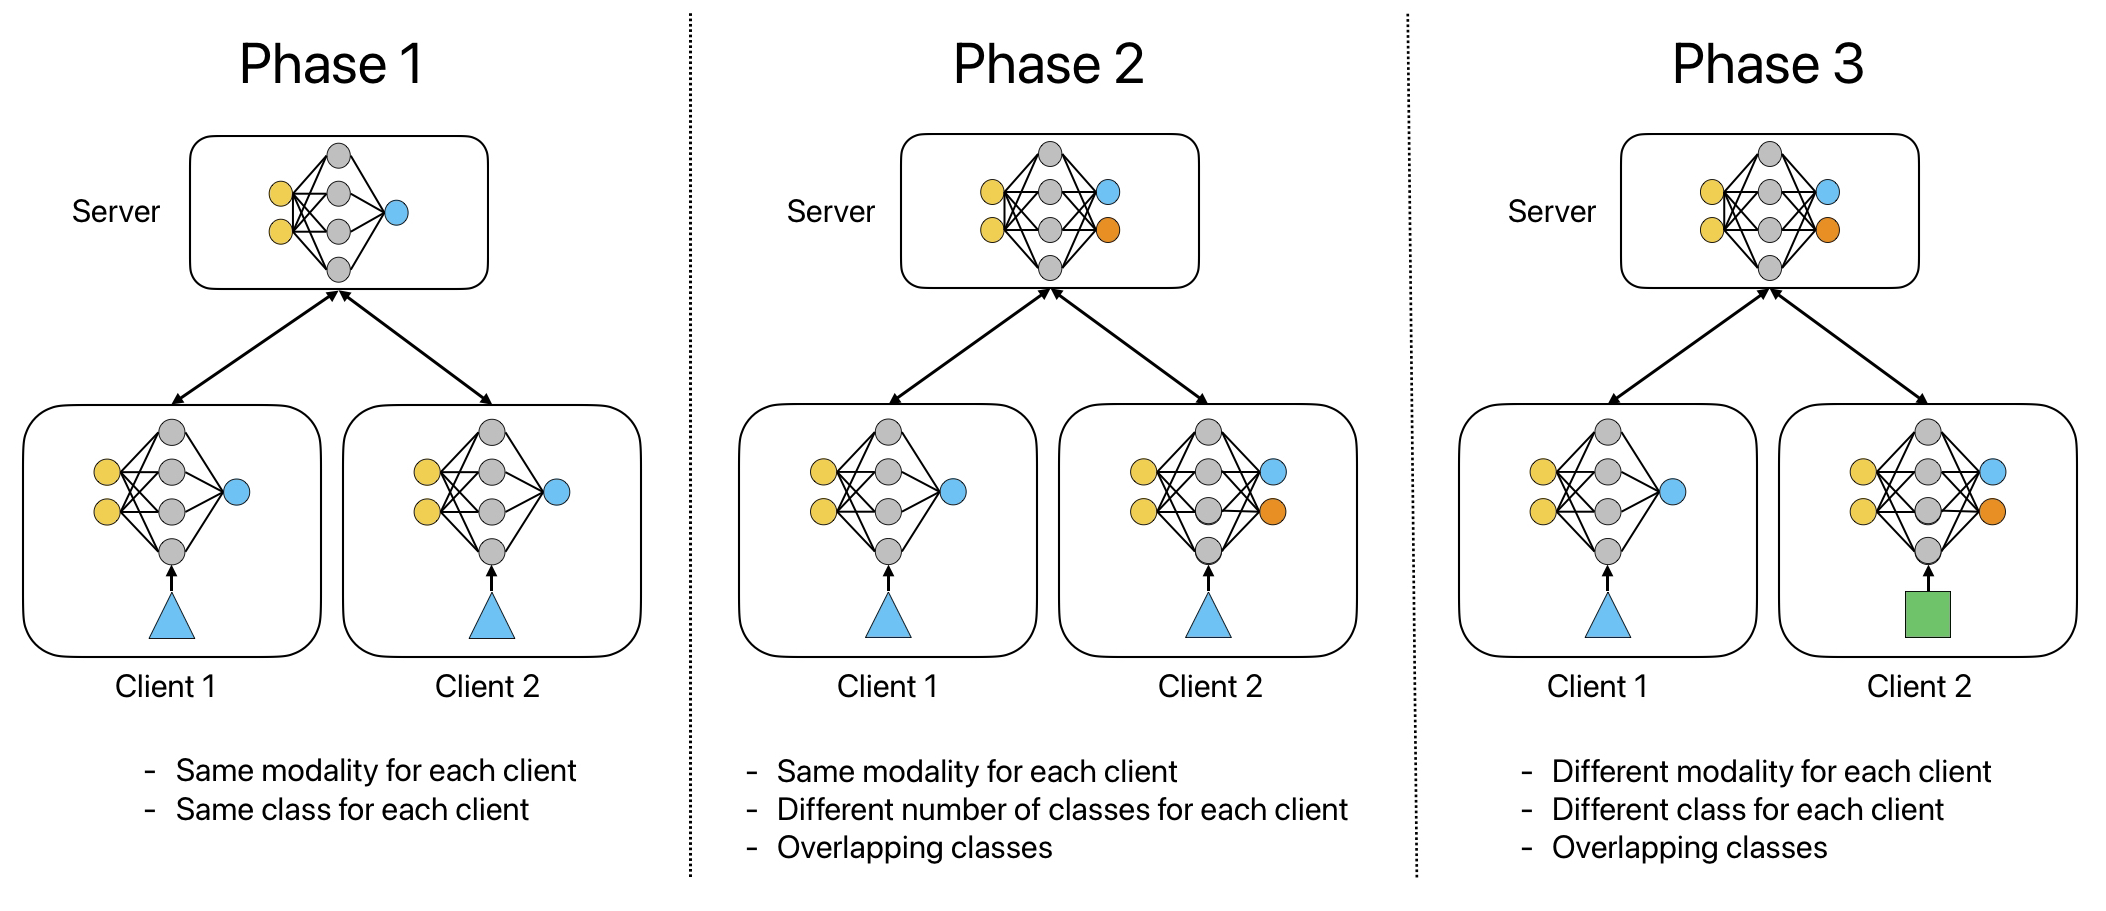 Phase 1
Server
Client 1
Client 2
- Same modality for each client
- Same class for each client
Phase 2
Server
Client 1
Client 2
- Same modality for each client
- Different number of classes for each client
- Overlapping classes
Phase 3
Server
Client 1
Client 2
- Different modality for each client
- Different class for each client
- Overlapping classes